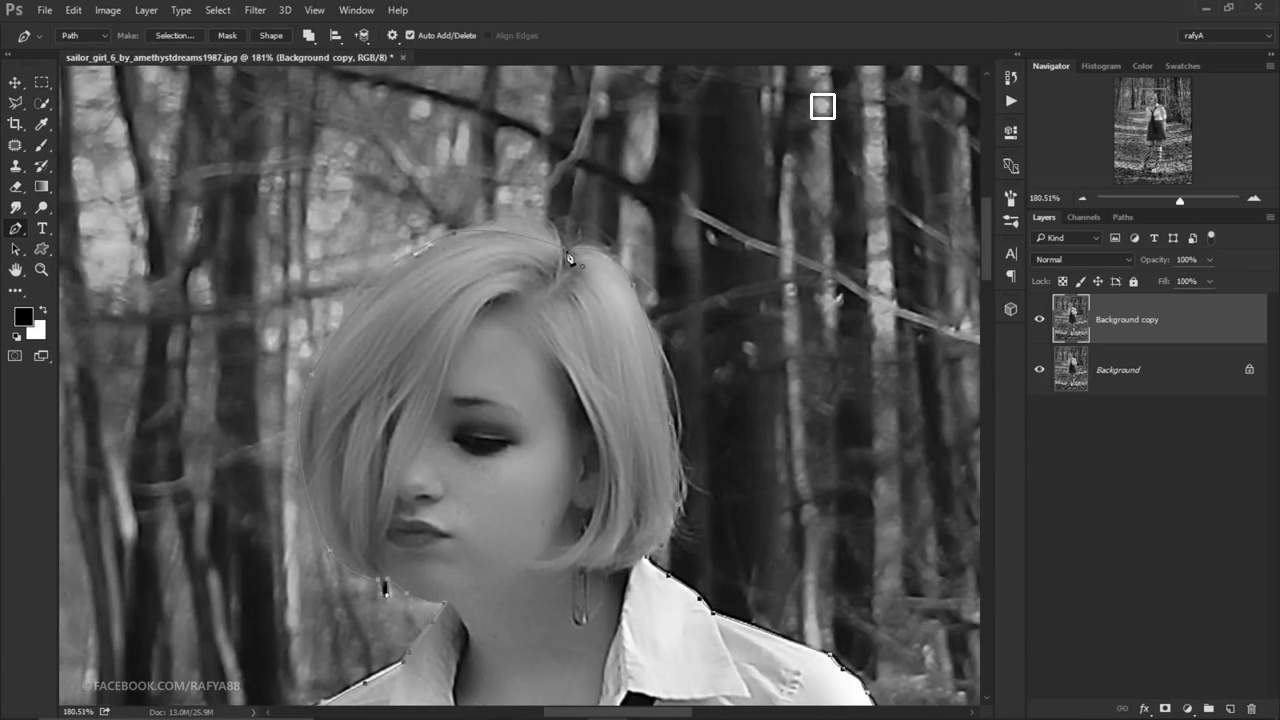 Ps File Edit Image Layer Type Select Filter 3D View Window Help
Path Make: Selection... Mask Shape Auto Add/Delete Align Edges rafyA
sailor_girl_6_by_amethystdreams1987.jpg @ 181% (Background copy, RGB/8) * ×
Navigator Histogram Color Swatches
180.51%
Layers Channels Paths
Kind
Normal Opacity: 100%
Lock: Fill: 100%
Background copy
Background
©FACEBOOK.COM/RAFYA88
180.51% Doc: 13.0M/25.9M